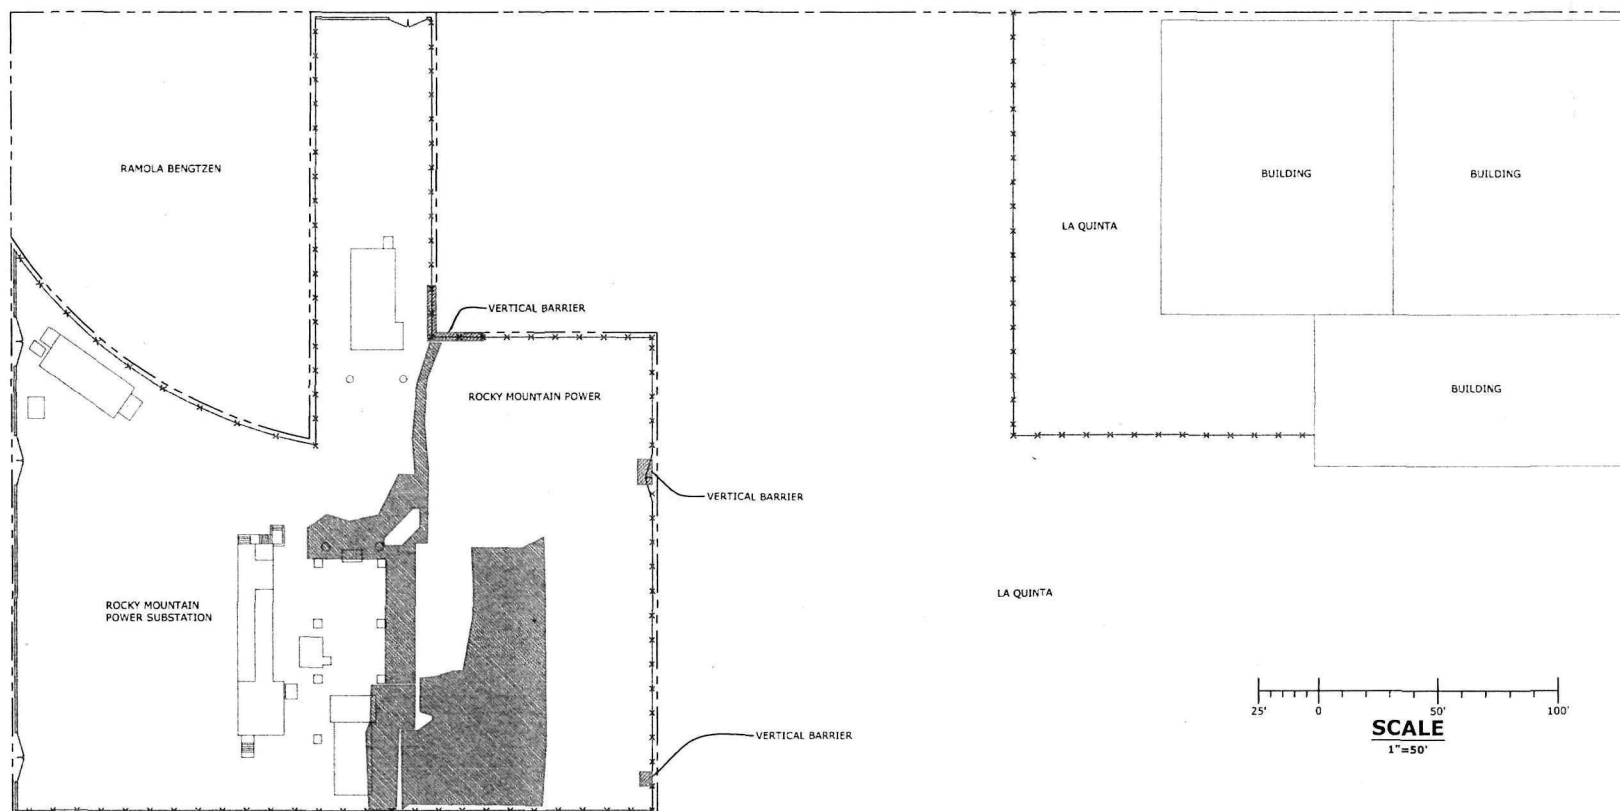 RAMOLA BENGTZEN
BUILDING
BUILDING
LA QUINTA
VERTICAL BARRIER
ROCKY MOUNTAIN POWER
BUILDING
VERTICAL BARRIER
ROCKY MOUNTAIN
POWER SUBSTATION
LA QUINTA
25' 0 50' 100'
SCALE
1"=50'
VERTICAL BARRIER